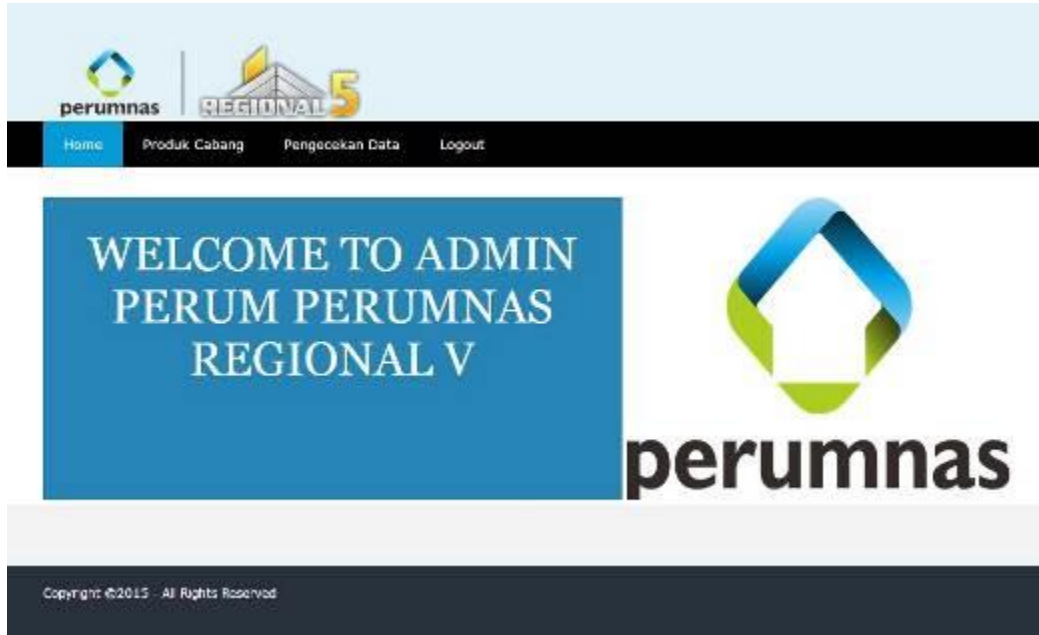 perumnas
REGIONAL 5
Home Produk Cabang Pengecekan Data Logout
WELCOME TO ADMIN
PERUM PERUMNAS
REGIONAL V
perumnas
Copyright ©2015 - All Rights Reserved